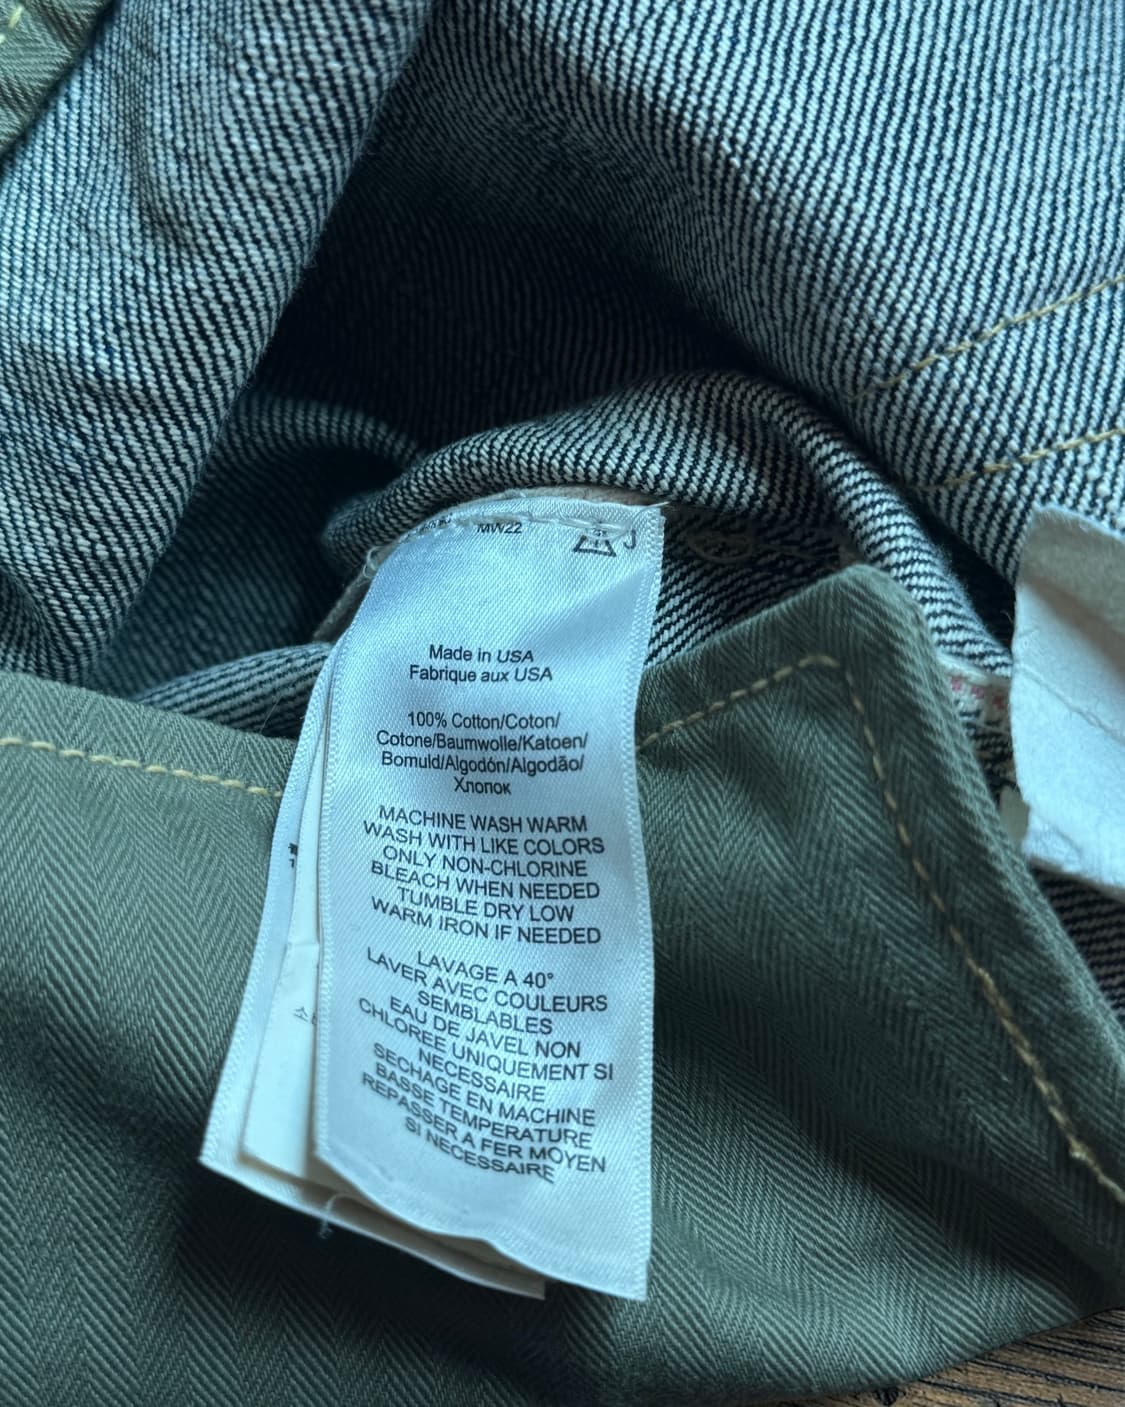 MW22
J
Made in USA
Fabrique aux USA
100% Cotton/Coton/
Cotone/Baumwolle/Katoen/
Bomuld/Algodón/Algodão/
Хлопок
MACHINE WASH WARM
WASH WITH LIKE COLORS
ONLY NON-CHLORINE
BLEACH WHEN NEEDED
TUMBLE DRY LOW
WARM IRON IF NEEDED
LAVAGE A 40°
LAVER AVEC COULEURS
SEMBLABLES
EAU DE JAVEL NON
CHLOREE UNIQUEMENT SI
NECESSAIRE
SECHAGE EN MACHINE
BASSE TEMPERATURE
REPASSER A FER MOYEN
SI NECESSAIRE